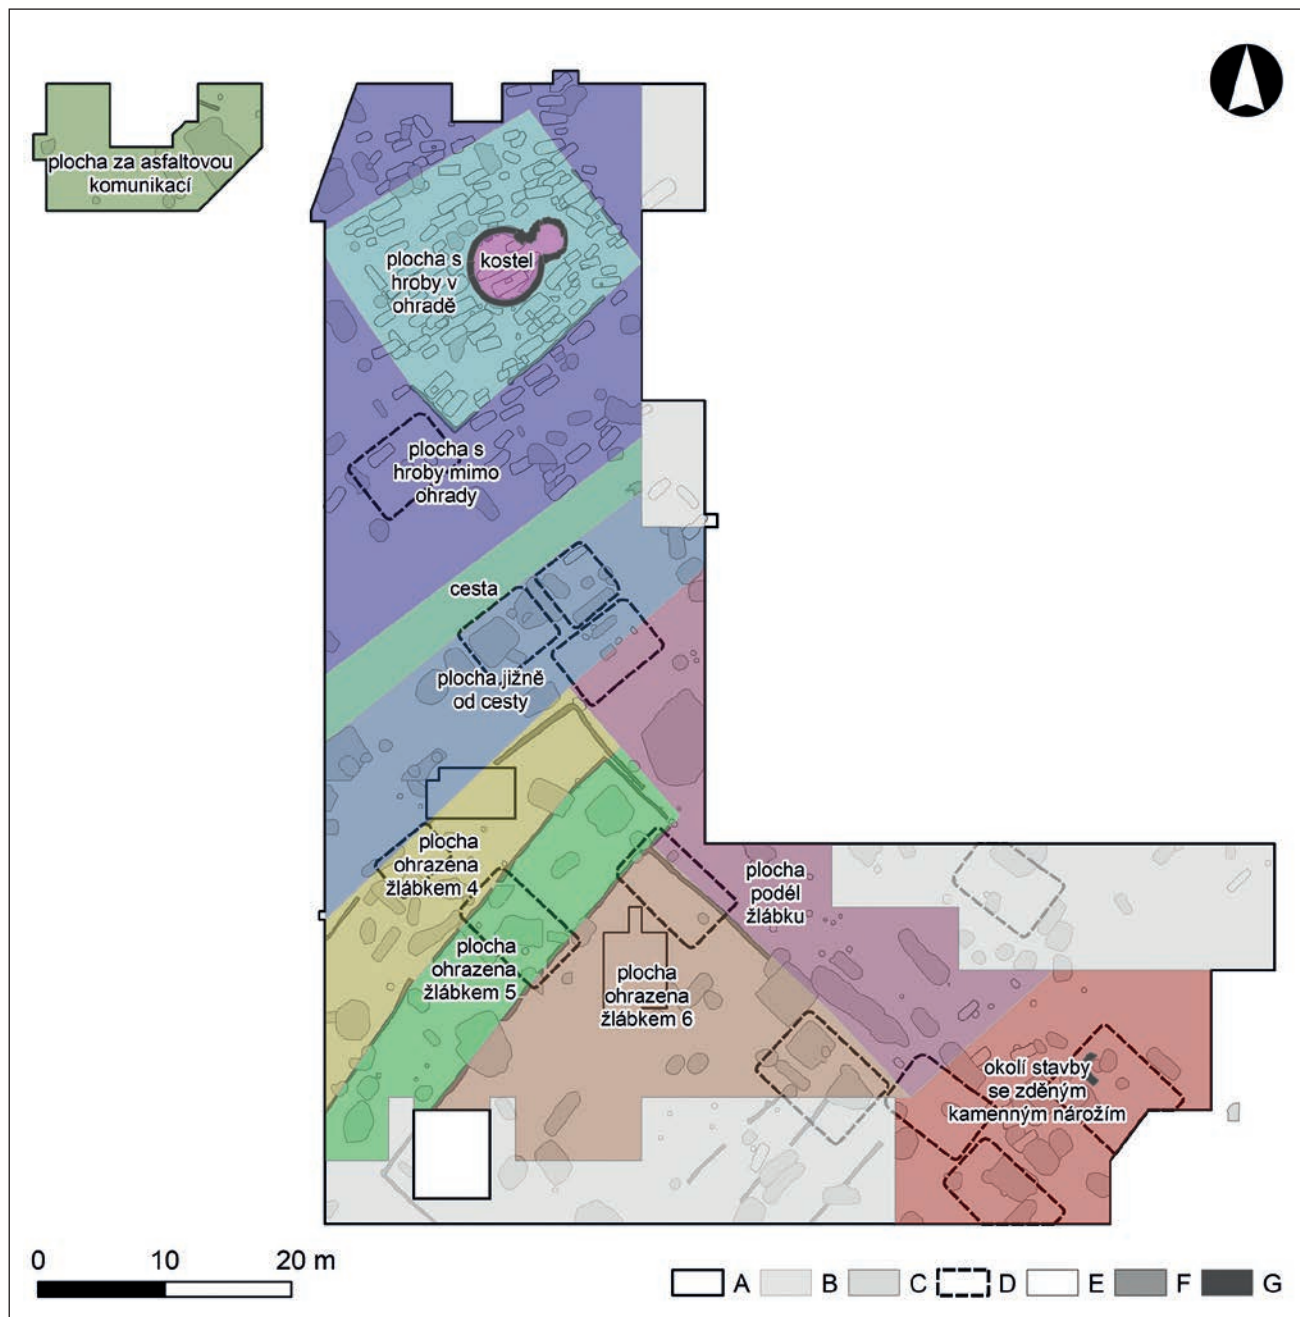 plocha za asfaltovou
komunikací
plocha s
hroby v
ohradě
kostel
plocha s
hroby mimo
ohrady
cesta
plocha jižně
od cesty
plocha
ohrazena
žlábkem 4
plocha
ohrazena
žlábkem 5
plocha
ohrazena
žlábkem 6
plocha
podél
žlábku
okolí stavby
se zděným
kamenným nárožím
0 10 20 m
A B C D E F G